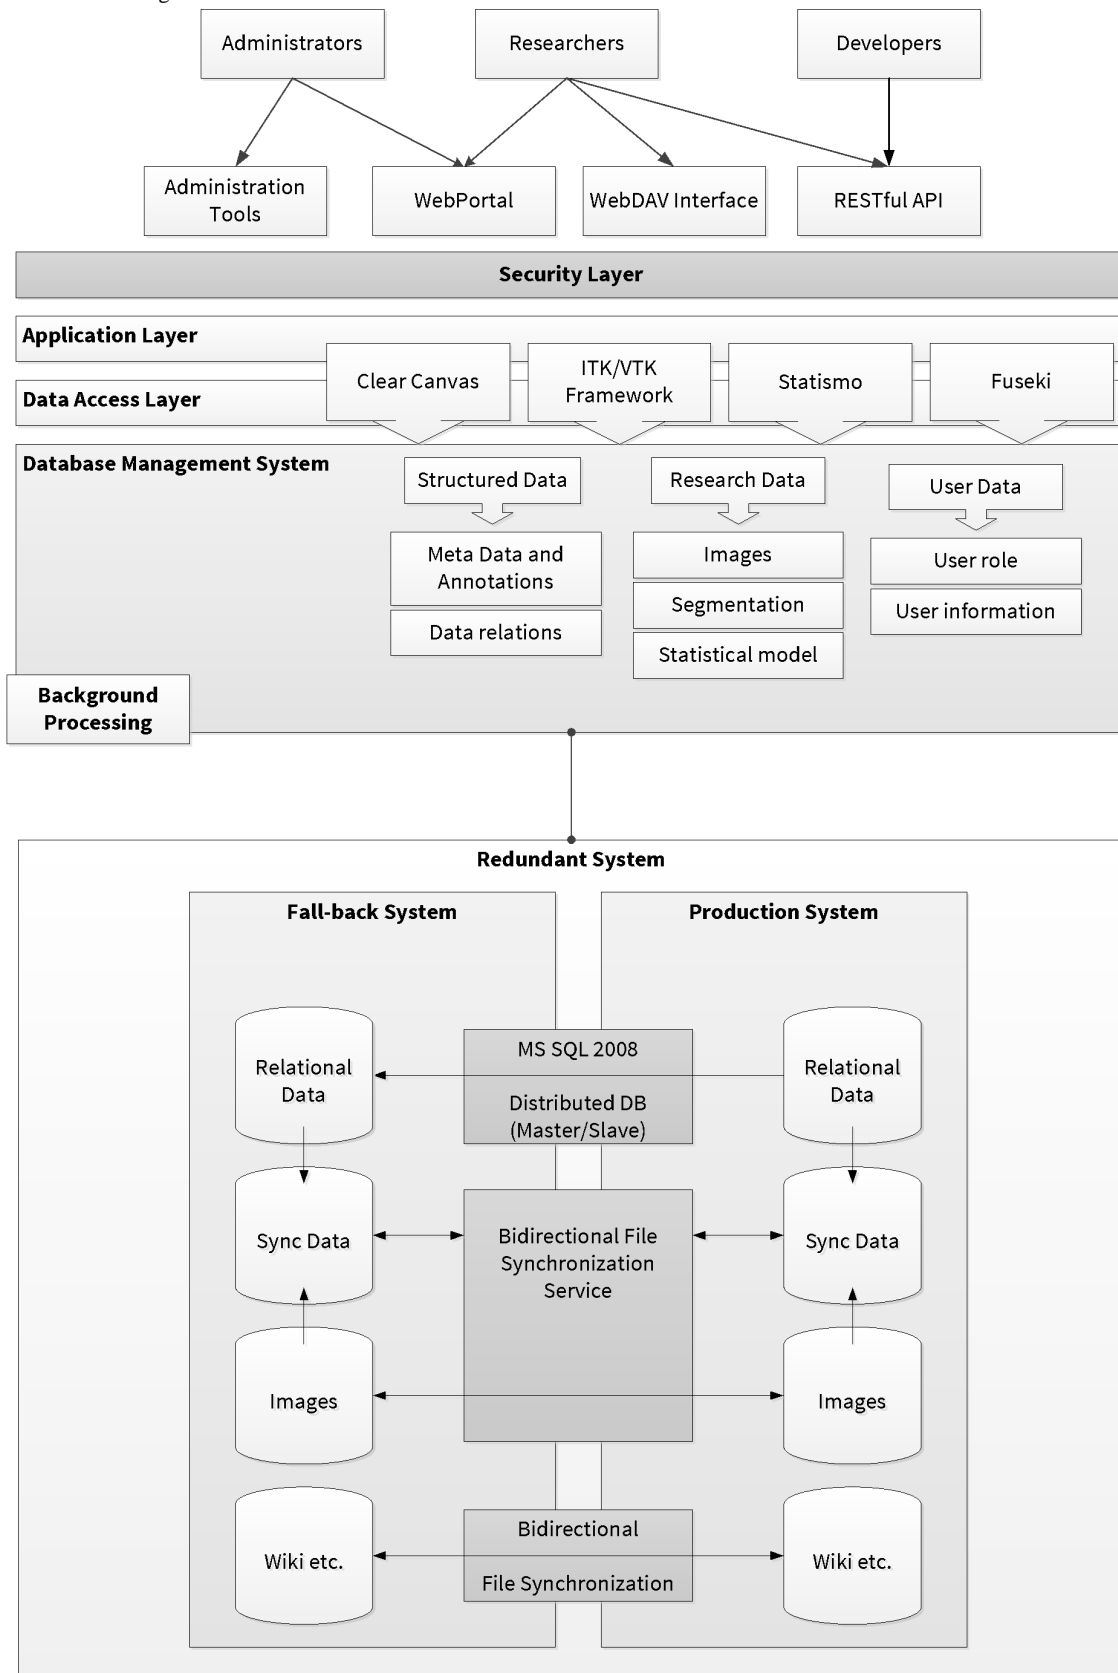 Administrators
Researchers
Developers
Administration
Tools
WebPortal
WebDAV Interface
RESTful API
Security Layer
Application Layer
Data Access Layer
Clear Canvas
ITK/VTK
Framework
Statismo
Fuseki
Database Management System
Structured Data
Meta Data and
Annotations
Data relations
Research Data
Images
Segmentation
Statistical model
User Data
User role
User information
Background
Processing
Redundant System
Fall-back System
Production System
Relational
Data
MS SQL 2008
Distributed DB
(Master/Slave)
Relational
Data
Sync Data
Bidirectional File
Synchronization
Service
Sync Data
Images
Images
Wiki etc.
Bidirectional
File Synchronization
Wiki etc.